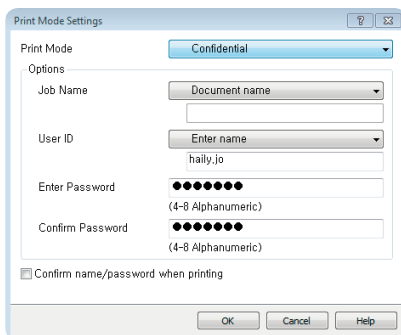 Print Mode Settings
Print Mode Confidential
Options
Job Name Document name
User ID Enter name
haily,jo
Enter Password ●●●●●●●
(4-8 Alphanumeric)
Confirm Password ●●●●●●●
(4-8 Alphanumeric)
Confirm name/password when printing
OK Cancel Help